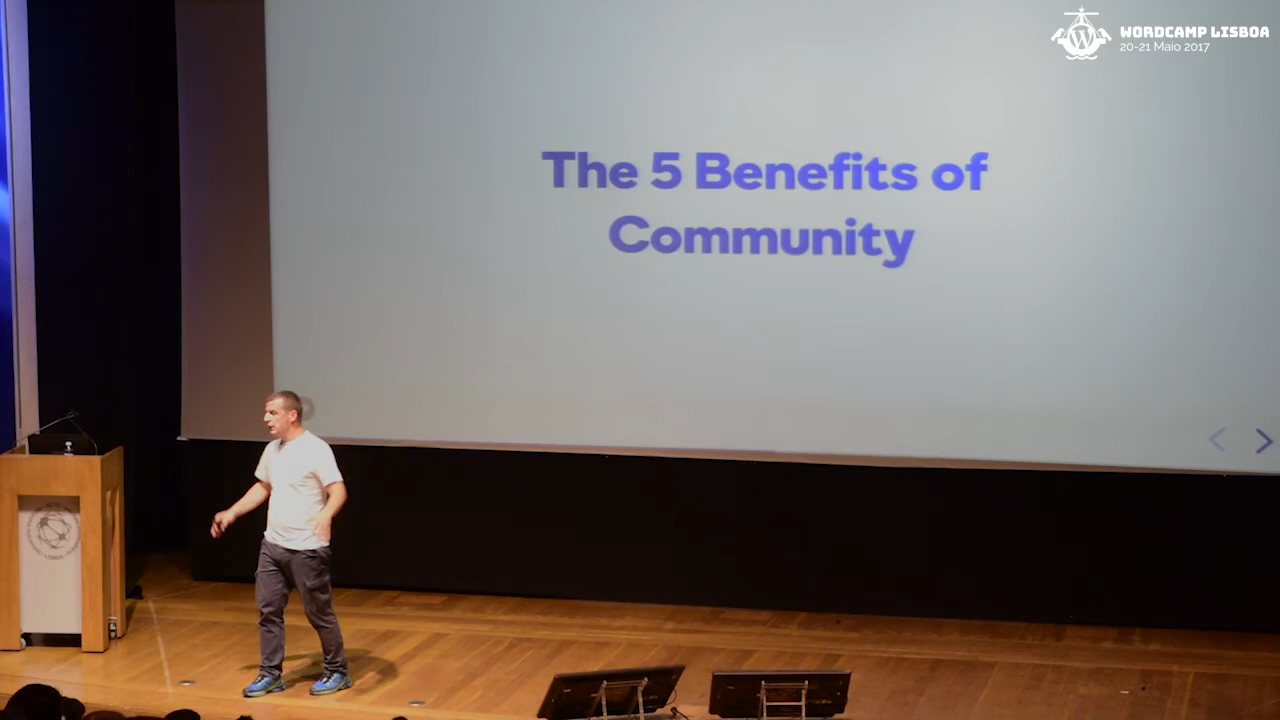 WORDCAMP LISBOA
20-21 Maio 2017
The 5 Benefits of
Community